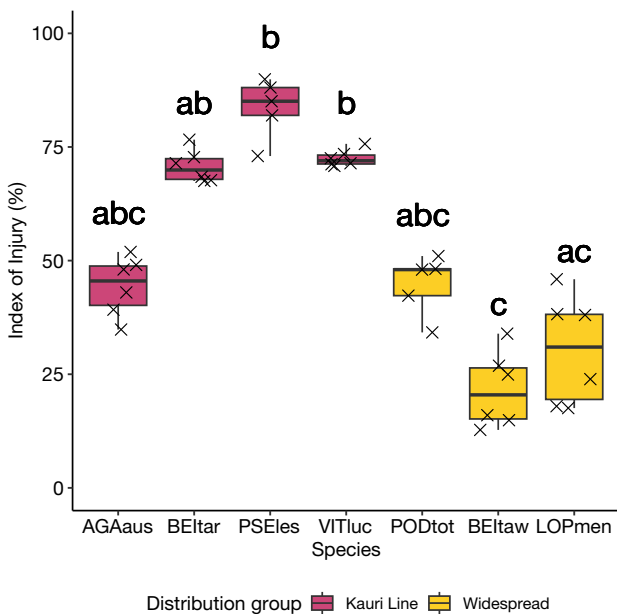 Index of Injury (%)
100
75
50
25
0
abc
ab
b
b
abc
c
ac
AGAaus BEItar PSEles VITluc PODtot BEItaw LOPmen
Species
Distribution group Kauri Line Widespread